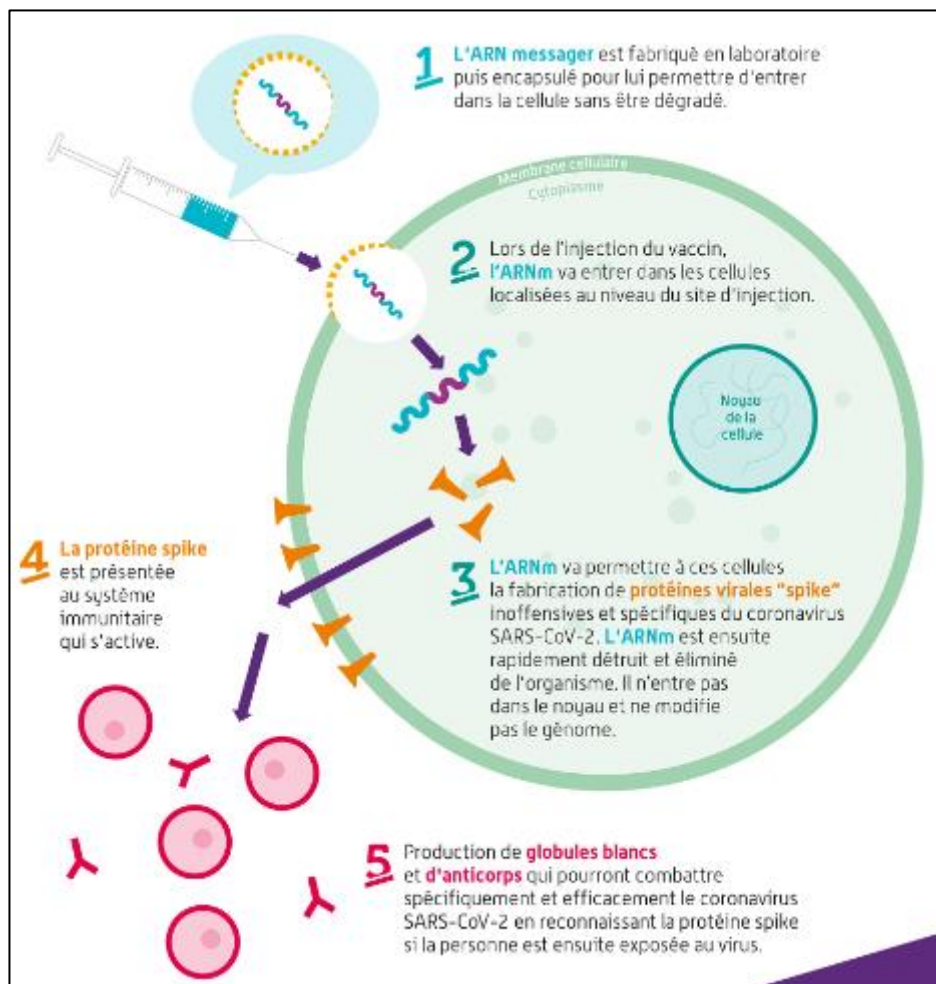 1 L'ARN messager est fabriqué en laboratoire
puis encapsulé pour lui permettre d'entrer
dans la cellule sans être dégradé.
Membrane cellulaire
Cytoplasme
2 Lors de l'injection du vaccin,
l'ARNm va entrer dans les cellules
localisées au niveau du site d'injection.
Noyau
de la
cellule
3 L'ARNm va permettre à ces cellules
la fabrication de protéines virales "spike"
inoffensives et spécifiques du coronavirus
SARS-CoV-2. L'ARNm est ensuite
rapidement détruit et éliminé
de l'organisme. Il n'entre pas
dans le noyau et ne modifie
pas le génome.
4 La protéine spike
est présentée
au système
immunitaire
qui s'active.
5 Production de globules blancs
et d'anticorps qui pourront combattre
spécifiquement et efficacement le coronavirus
SARS-CoV-2 en reconnaissant la protéine spike
si la personne est ensuite exposée au virus.